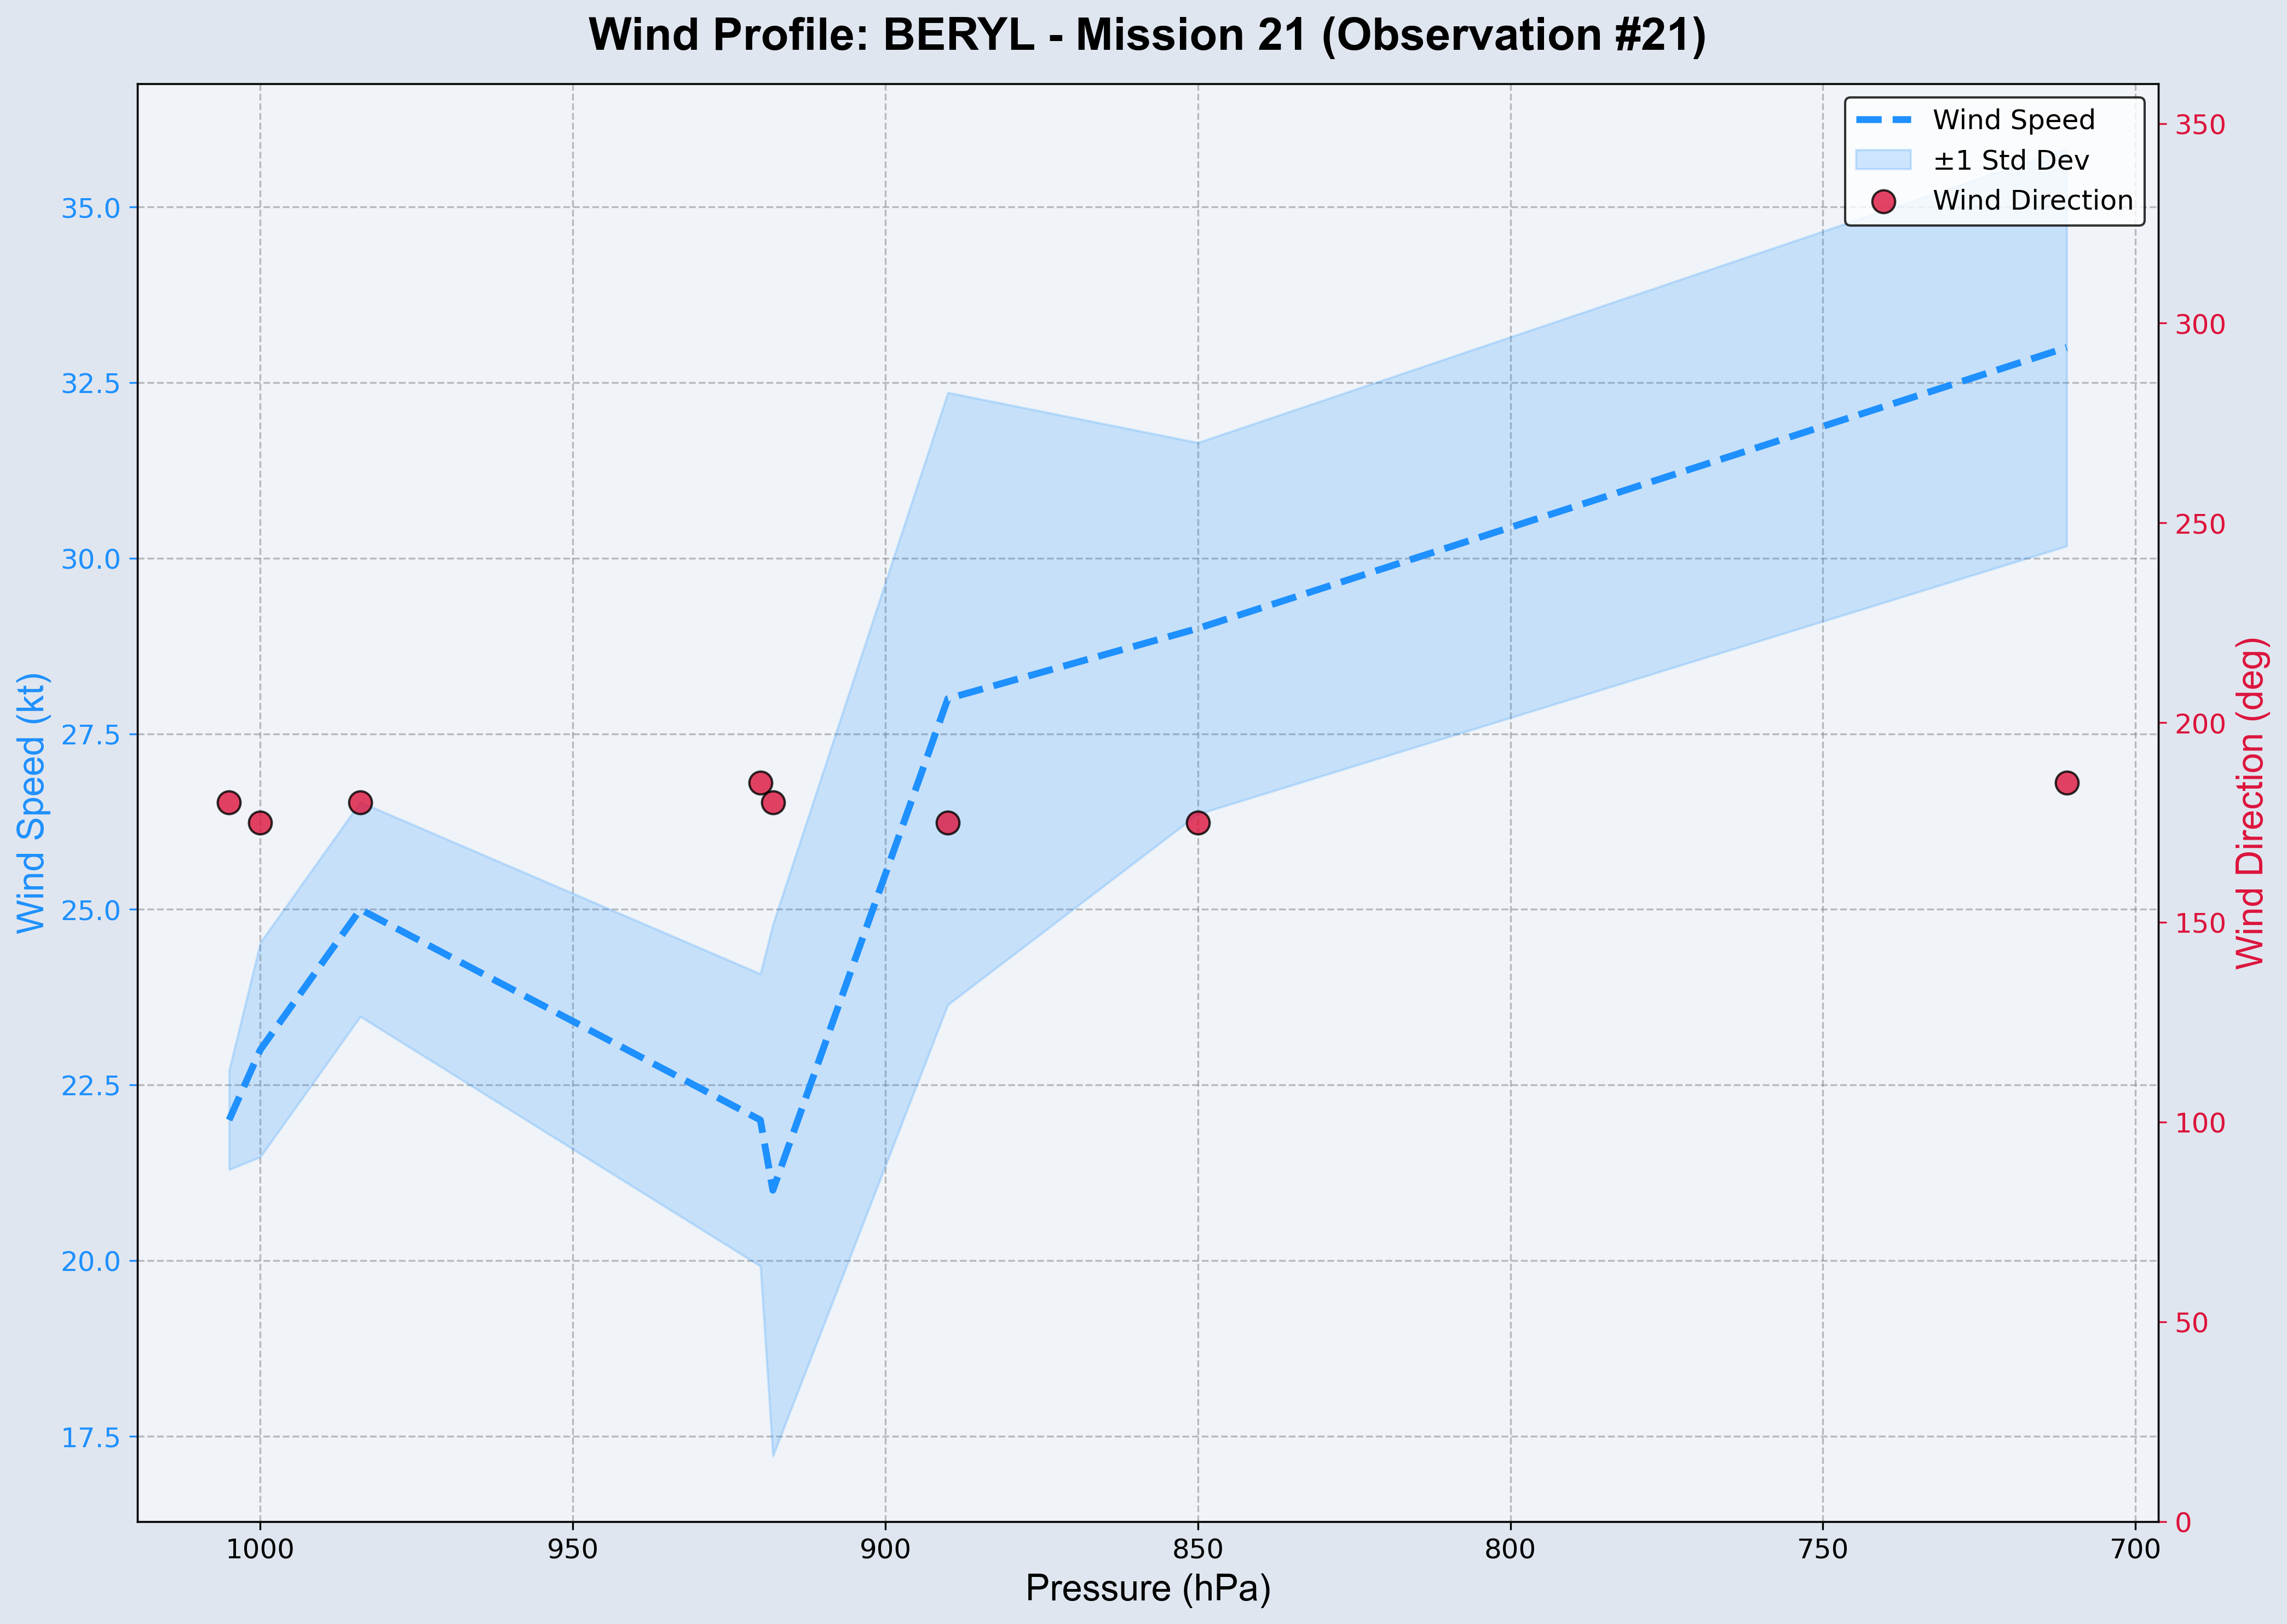 Wind Profile: BERYL - Mission 21 (Observation #21)
Wind Speed
±1 Std Dev
Wind Direction
35.0
32.5
30.0
27.5
25.0
22.5
20.0
17.5
Wind Speed (kt)
350
300
250
200
150
100
50
0
Wind Direction (deg)
1000 950 900 850 800 750 700
Pressure (hPa)